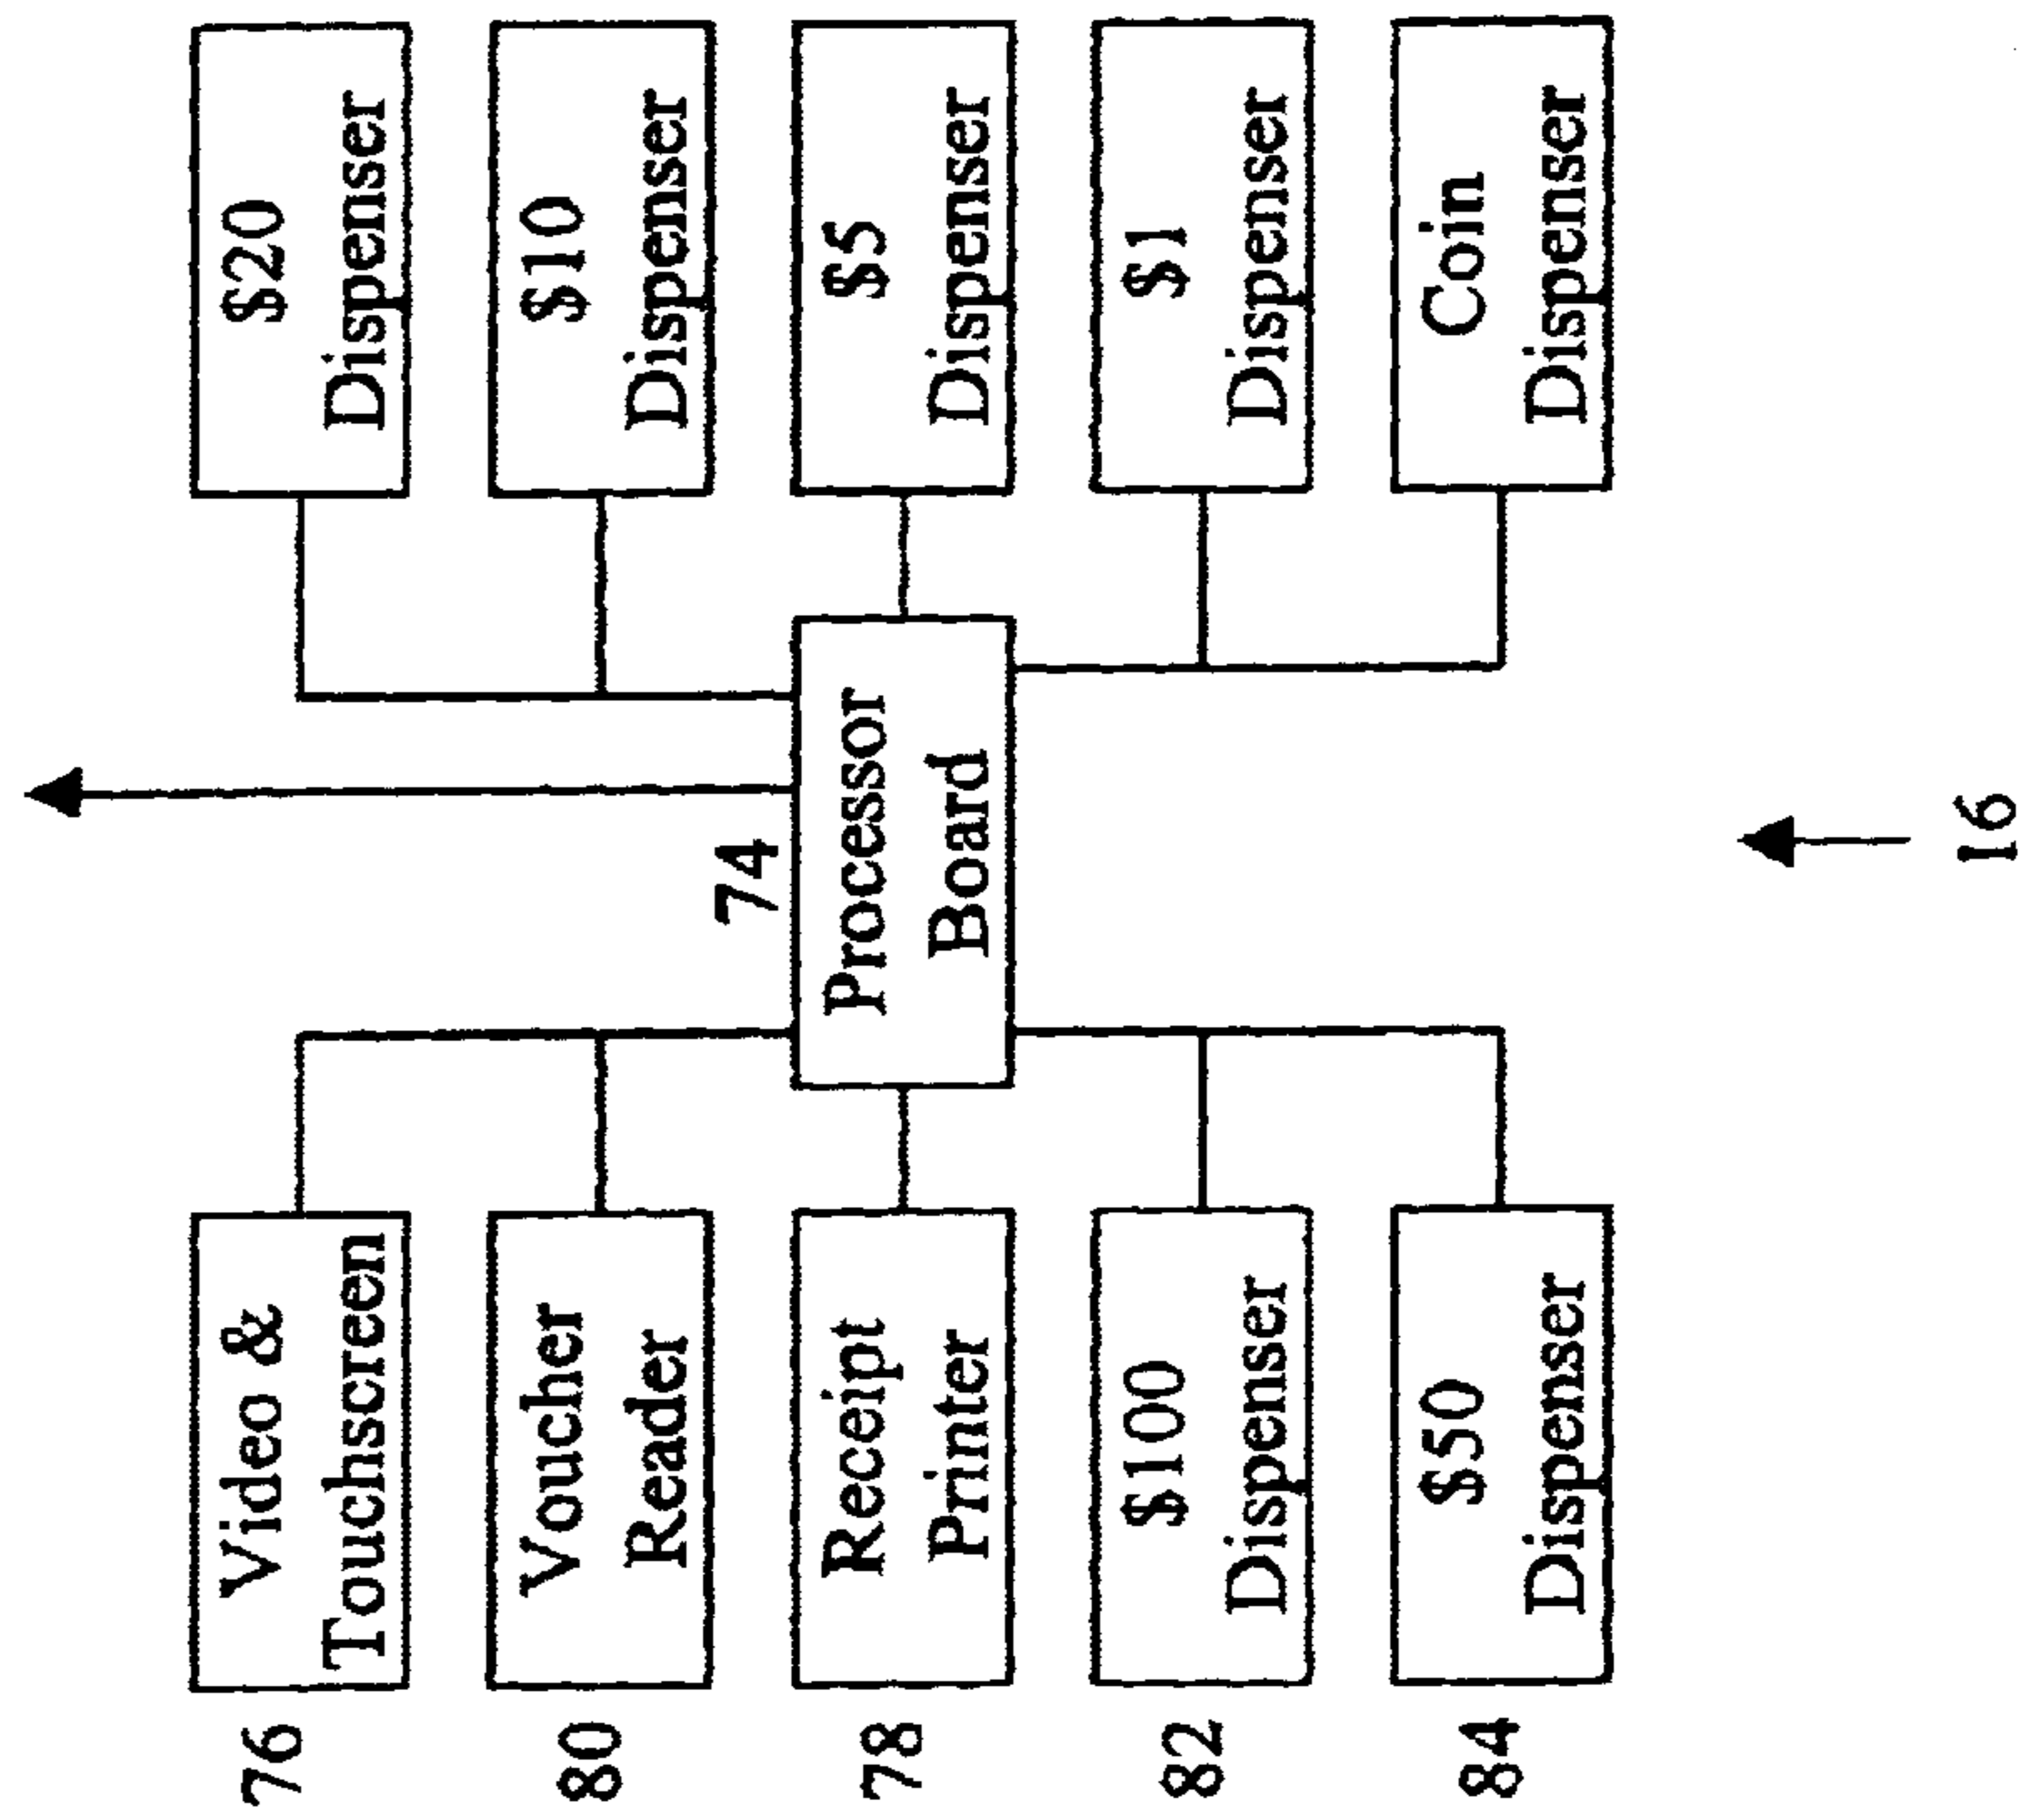 76
Video &
Touchscreen
80
Voucher
Reader
78
Receipt
Printer
82
$100
Dispenser
84
$50
Dispenser
74
Processor
Board
$20
Dispenser
$10
Dispenser
$5
Dispenser
$1
Dispenser
Coin
Dispenser
16